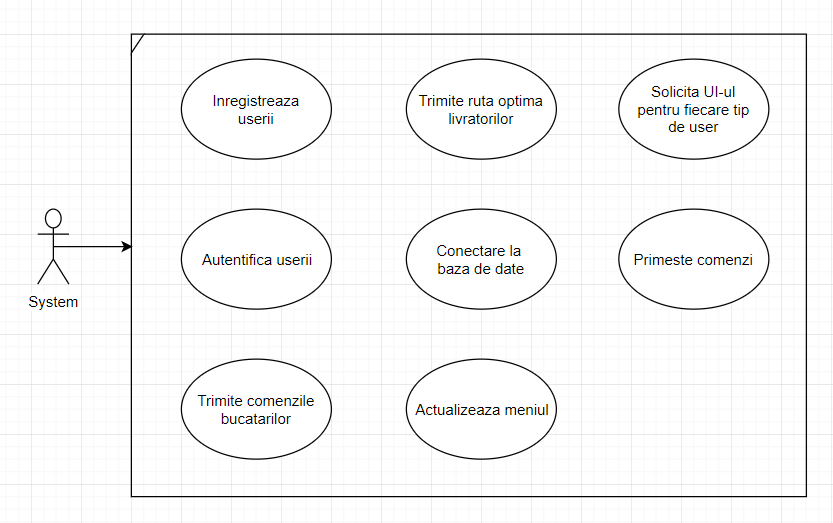 Inregistreaza
userii
Trimite ruta optima
livratorilor
Solicita UI-ul
pentru fiecare tip
de user
Autentifica userii
Conectare la
baza de date
Primeste comenzi
System
Trimite comenzile
bucatarilor
Actualizeaza meniul